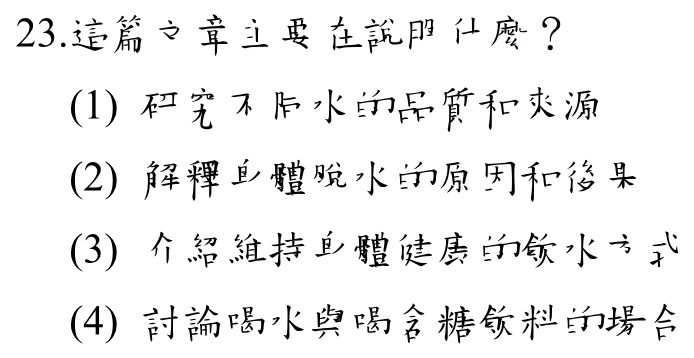 23.這篇文章主要在說明什麼？
(1) 研究不同水的品質和來源
(2) 解釋身體脫水的原因和後果
(3) 介紹維持身體健康的飲水方式
(4) 討論喝水與喝含糖飲料的場合